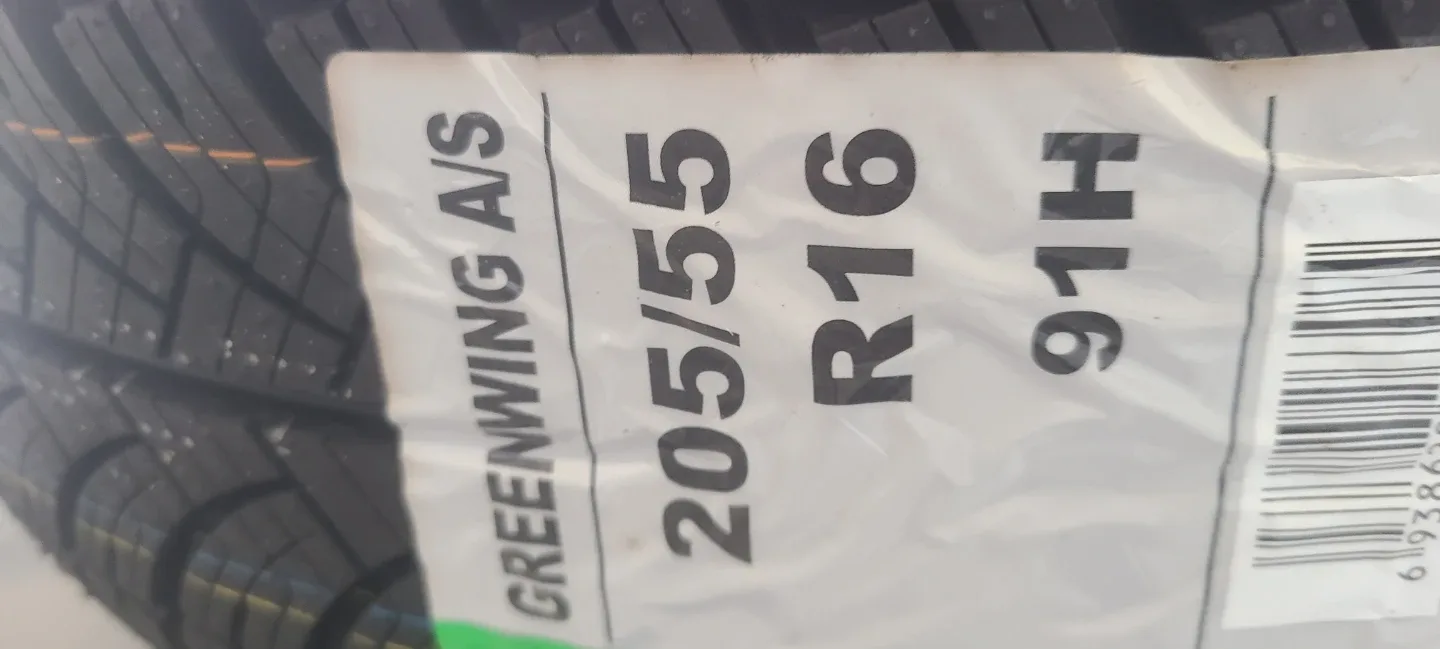 GREENWING A/S
205/55
R16
91H